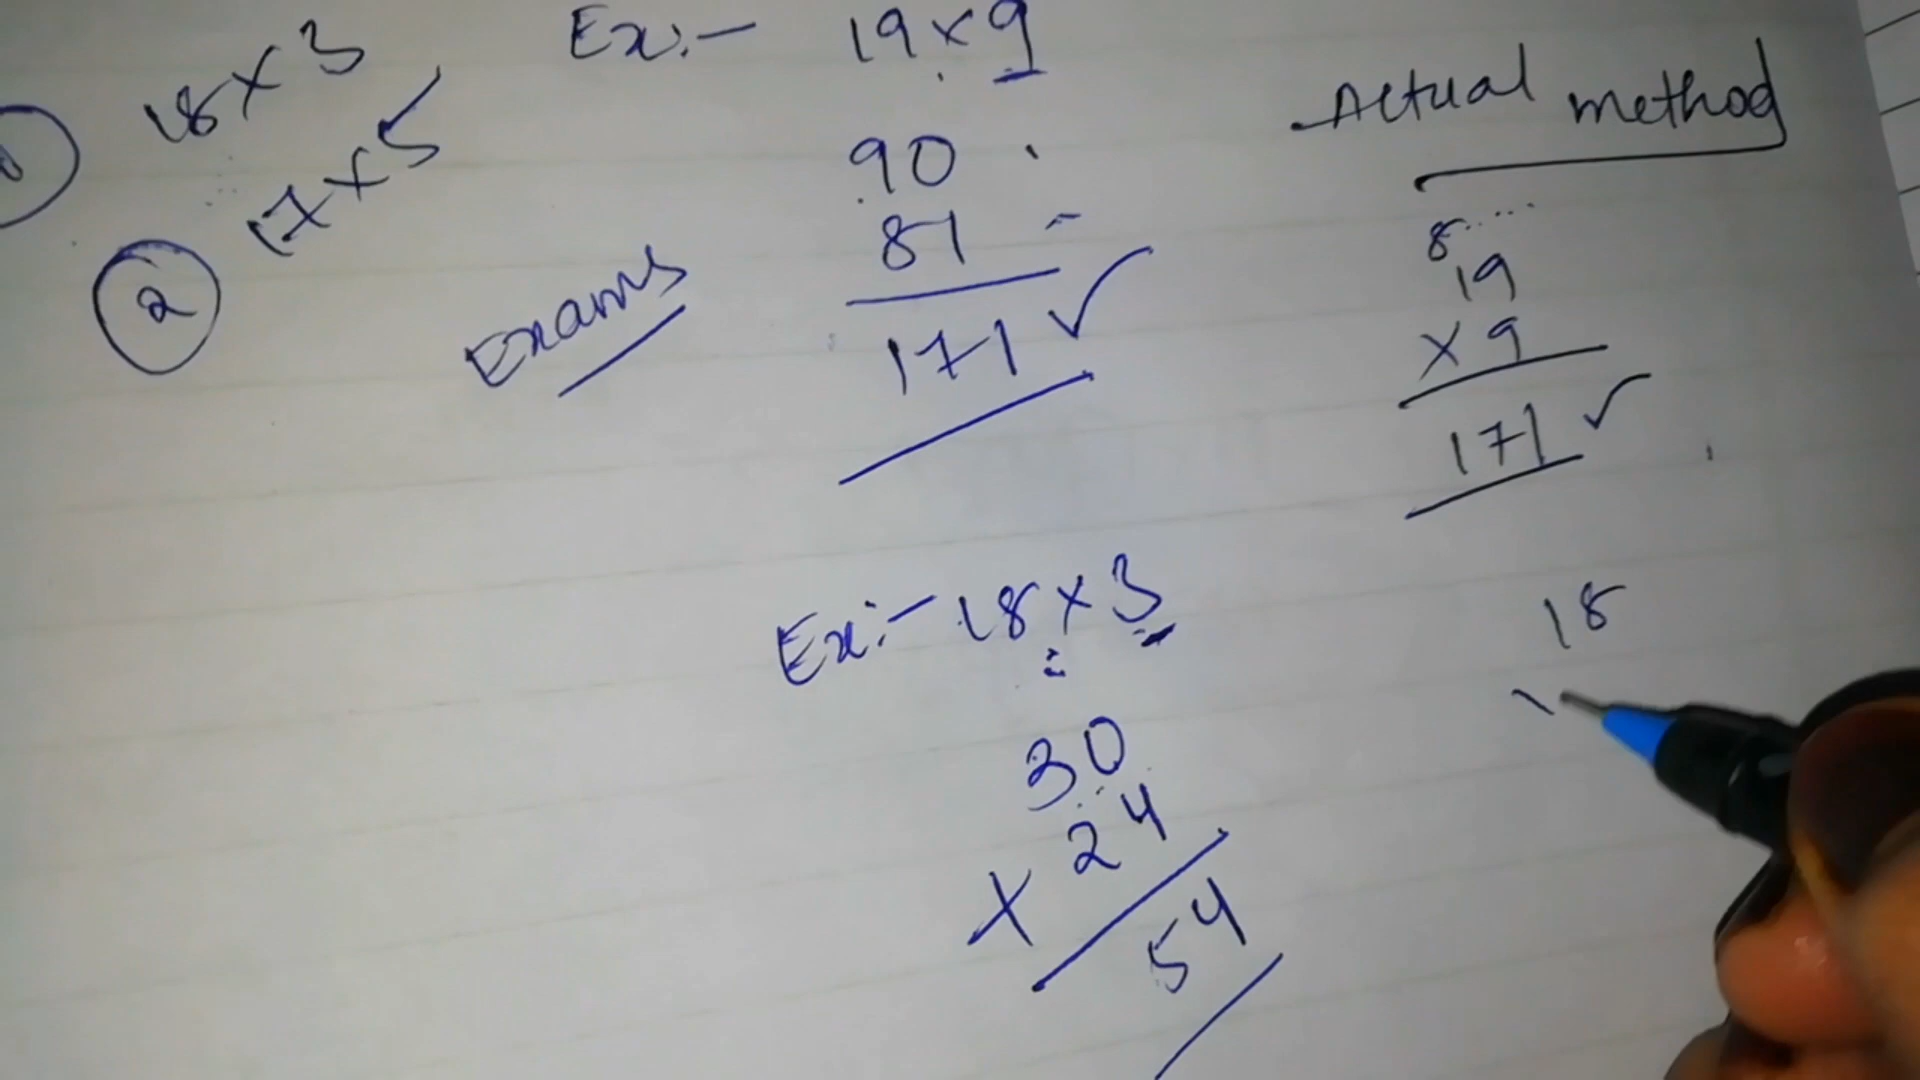 18 × 3
② 17 × 5
Exams
Ex:- 19 × 9
90
81
171 ✓
Actual method
8
19
× 9
171 ✓
Ex:- 18 × 3
30
× 24
54
18